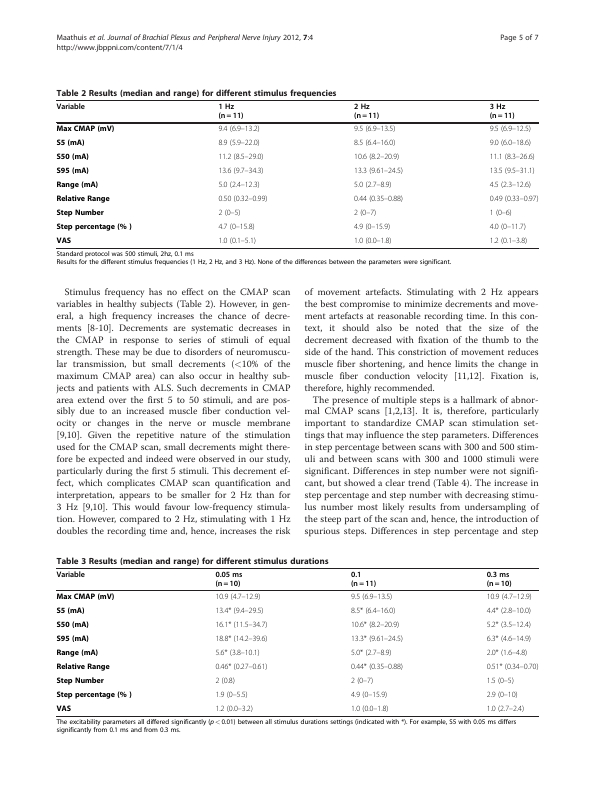 Maathuis et al. Journal of Brachial Plexus and Peripheral Nerve Injury 2012, 7:4
Page 5 of 7
http://www.jbppni.com/content/7/1/4
Table 2 Results (median and range) for different stimulus frequencies
Variable 1 Hz 2 Hz 3 Hz
(n = 11) (n = 11) (n = 11)
Max CMAP (mV) 9.4 (6.9–13.2) 9.5 (6.9–13.5) 9.5 (6.9–12.5)
S5 (mA) 8.9 (5.9–22.0) 8.5 (6.4–16.0) 9.0 (6.0–18.6)
S50 (mA) 11.2 (8.5–29.0) 10.6 (8.2–20.9) 11.1 (8.3–26.6)
S95 (mA) 13.6 (9.7–34.3) 13.3 (9.61–24.5) 13.5 (9.5–31.1)
Range (mA) 5.0 (2.4–12.3) 5.0 (2.7–8.9) 4.5 (2.3–12.6)
Relative Range 0.50 (0.32–0.99) 0.44 (0.35–0.88) 0.49 (0.33–0.97)
Step Number 2 (0–5) 2 (0–7) 1 (0–6)
Step percentage (% ) 4.7 (0–15.8) 4.9 (0–15.9) 4.0 (0–11.7)
VAS 1.0 (0.1–5.1) 1.0 (0.0–1.8) 1.2 (0.1–3.8)
Standard protocol was 500 stimuli, 2hz, 0.1 ms
Results for the different stimulus frequencies (1 Hz, 2 Hz, and 3 Hz). None of the differences between the parameters were significant.
Stimulus frequency has no effect on the CMAP scan
variables in healthy subjects (Table 2). However, in gen-
eral, a high frequency increases the chance of decre-
ments [8-10]. Decrements are systematic decreases in
the CMAP in response to series of stimuli of equal
strength. These may be due to disorders of neuromuscu-
lar transmission, but small decrements (<10% of the
maximum CMAP area) can also occur in healthy sub-
jects and patients with ALS. Such decrements in CMAP
area extend over the first 5 to 50 stimuli, and are pos-
sibly due to an increased muscle fiber conduction vel-
ocity or changes in the nerve or muscle membrane
[9,10]. Given the repetitive nature of the stimulation
used for the CMAP scan, small decrements might there-
fore be expected and indeed were observed in our study,
particularly during the first 5 stimuli. This decrement ef-
fect, which complicates CMAP scan quantification and
interpretation, appears to be smaller for 2 Hz than for
3 Hz [9,10]. This would favour low-frequency stimula-
tion. However, compared to 2 Hz, stimulating with 1 Hz
doubles the recording time and, hence, increases the risk
of movement artefacts. Stimulating with 2 Hz appears
the best compromise to minimize decrements and move-
ment artefacts at reasonable recording time. In this con-
text, it should also be noted that the size of the
decrement decreased with fixation of the thumb to the
side of the hand. This constriction of movement reduces
muscle fiber shortening, and hence limits the change in
muscle fiber conduction velocity [11,12]. Fixation is,
therefore, highly recommended.
The presence of multiple steps is a hallmark of abnor-
mal CMAP scans [1,2,13]. It is, therefore, particularly
important to standardize CMAP scan stimulation set-
tings that may influence the step parameters. Differences
in step percentage between scans with 300 and 500 stim-
uli and between scans with 300 and 1000 stimuli were
significant. Differences in step number were not signifi-
cant, but showed a clear trend (Table 4). The increase in
step percentage and step number with decreasing stimu-
lus number most likely results from undersampling of
the steep part of the scan and, hence, the introduction of
spurious steps. Differences in step percentage and step
Table 3 Results (median and range) for different stimulus durations
Variable 0.05 ms 0.1 0.3 ms
(n = 10) (n = 11) (n = 10)
Max CMAP (mV) 10.9 (4.7–12.9) 9.5 (6.9–13.5) 10.9 (4.7–12.9)
S5 (mA) 13.4* (9.4–29.5) 8.5* (6.4–16.0) 4.4* (2.8–10.0)
S50 (mA) 16.1* (11.5–34.7) 10.6* (8.2–20.9) 5.2* (3.5–12.4)
S95 (mA) 18.8* (14.2–39.6) 13.3* (9.61–24.5) 6.3* (4.6–14.9)
Range (mA) 5.6* (3.8–10.1) 5.0* (2.7–8.9) 2.0* (1.6–4.8)
Relative Range 0.46* (0.27–0.61) 0.44* (0.35–0.88) 0.51* (0.34–0.70)
Step Number 2 (0.8) 2 (0–7) 1.5 (0–5)
Step percentage (% ) 1.9 (0–5.5) 4.9 (0–15.9) 2.9 (0–10)
VAS 1.2 (0.0–3.2) 1.0 (0.0–1.8) 1.0 (2.7–2.4)
The excitability parameters all differed significantly (p < 0.01) between all stimulus durations settings (indicated with *). For example, S5 with 0.05 ms differs
significantly from 0.1 ms and from 0.3 ms.